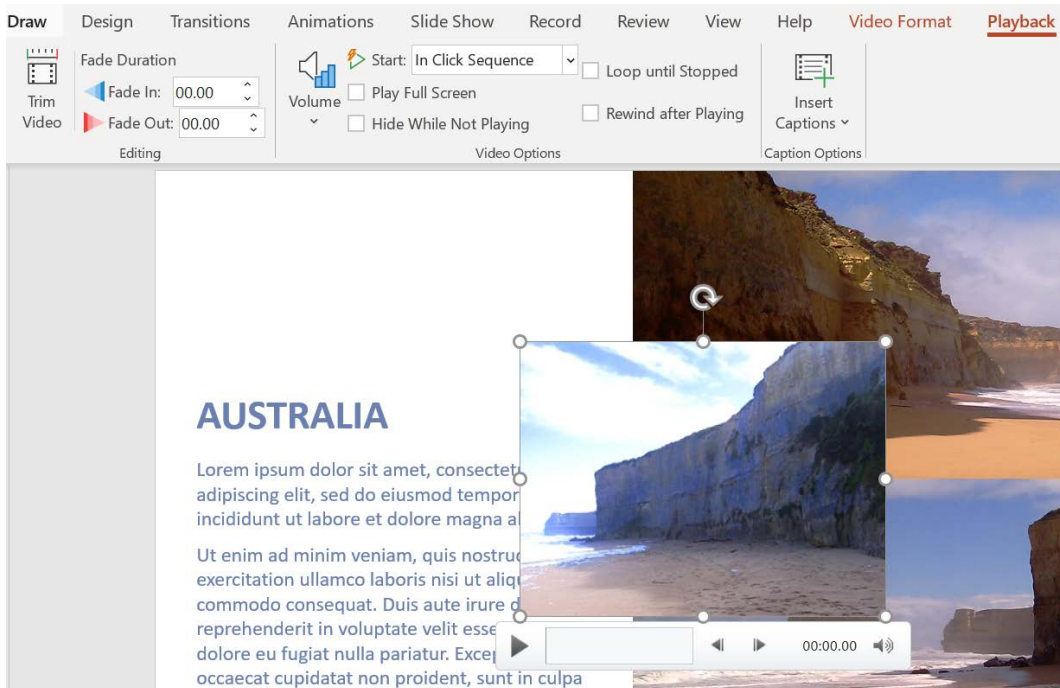 Draw Design Transitions Animations Slide Show Record Review View Help Video Format Playback
Trim Video
Fade Duration
Fade In: 00.00
Fade Out: 00.00
Editing
Volume
Start: In Click Sequence
Play Full Screen
Hide While Not Playing
Loop until Stopped
Rewind after Playing
Video Options
Insert
Captions
Caption Options
AUSTRALIA
Lorem ipsum dolor sit amet, consectet
adipiscing elit, sed do eiusmod tempor
incididunt ut labore et dolore magna al
Ut enim ad minim veniam, quis nostrud
exercitation ullamco laboris nisi ut aliqu
commodo consequat. Duis aute irure d
reprehenderit in voluptate velit esse
dolore eu fugiat nulla pariatur. Excep
occaecat cupidatat non proident, sunt in culpa
00:00.00